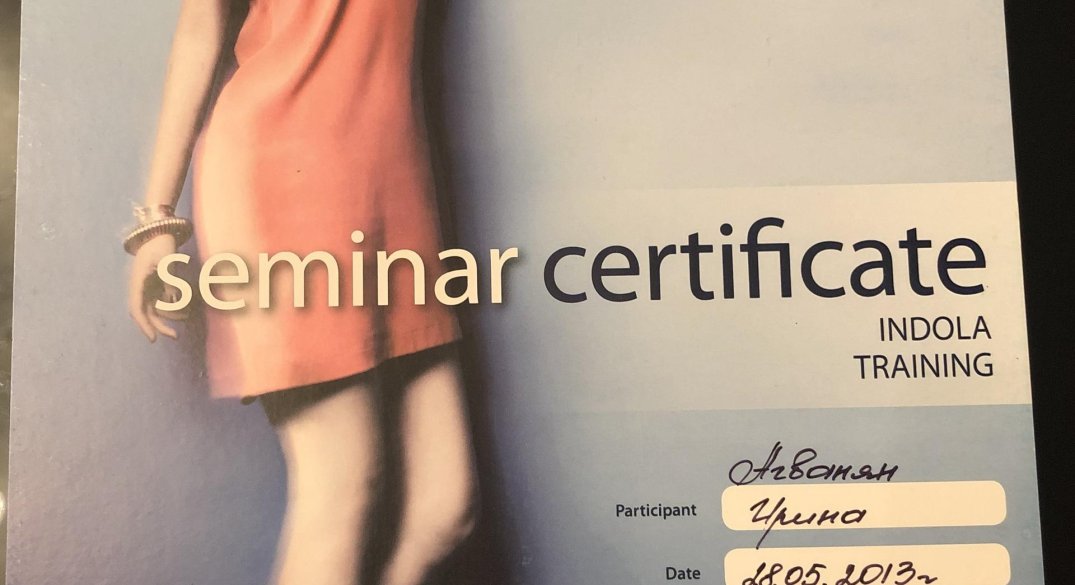 seminar certificate
INDOLA
TRAINING
Агванян
Participant Ирина
Date 28.05.2013г